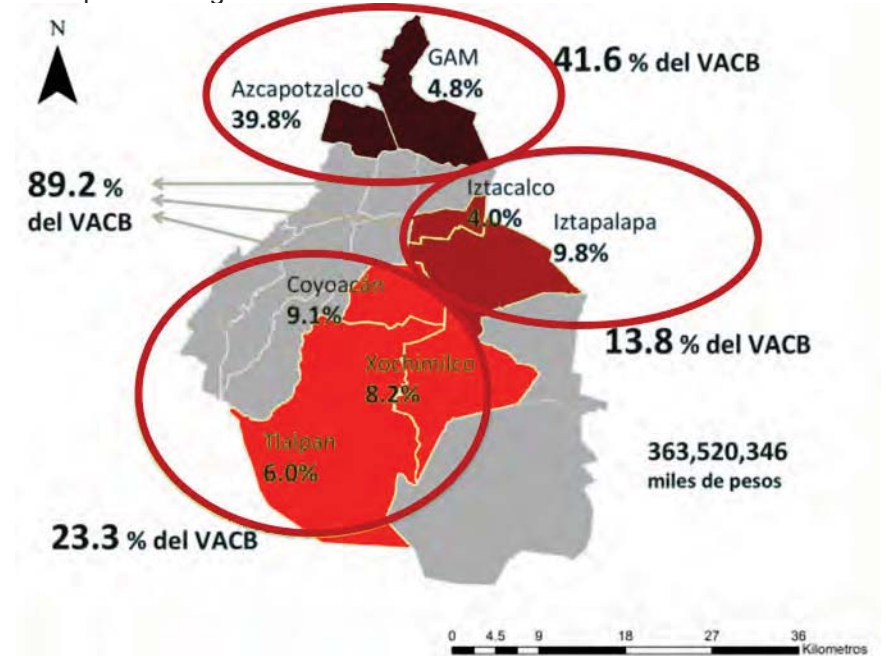 N
GAM
4.8%
41.6 % del VACB
Azcapotzalco
39.8%
89.2 %
del VACB
Iztacalco
4.0%
Iztapalapa
9.8%
Coyoacán
9.1%
13.8 % del VACB
Xochimilco
8.2%
Tlalpan
6.0%
363,520,346
miles de pesos
23.3 % del VACB
0 4.5 9 18 27 36
Kilometros